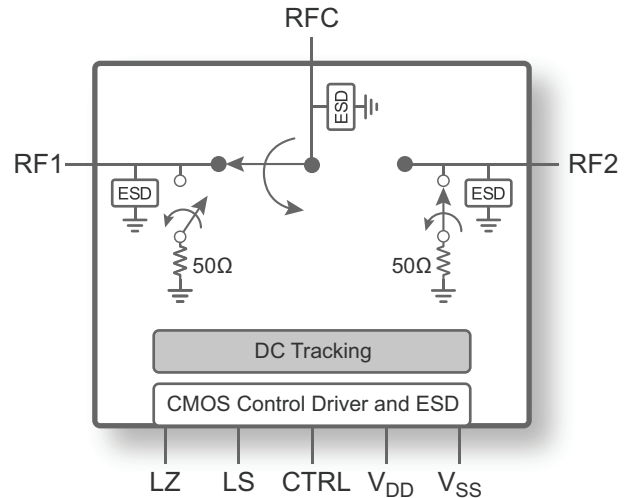 RFC
ESD
RF1
RF2
ESD
ESD
50Ω
50Ω
DC Tracking
CMOS Control Driver and ESD
LZ LS CTRL VDD VSS